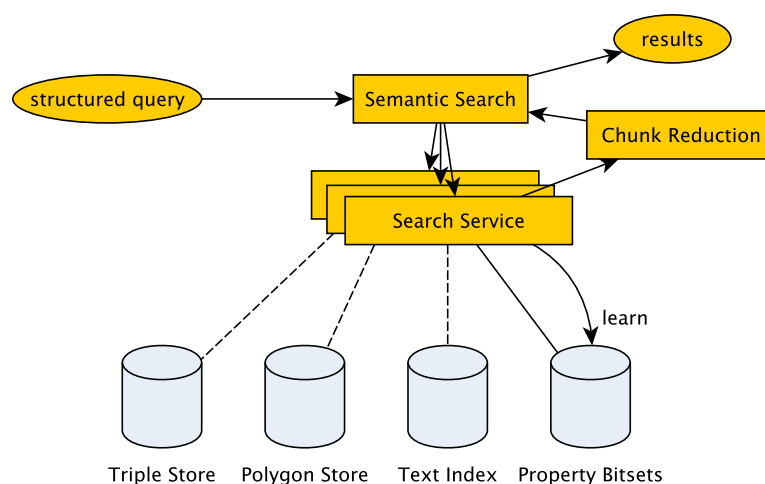 results
structured query
Semantic Search
Chunk Reduction
Search Service
learn
Triple Store
Polygon Store
Text Index
Property Bitsets